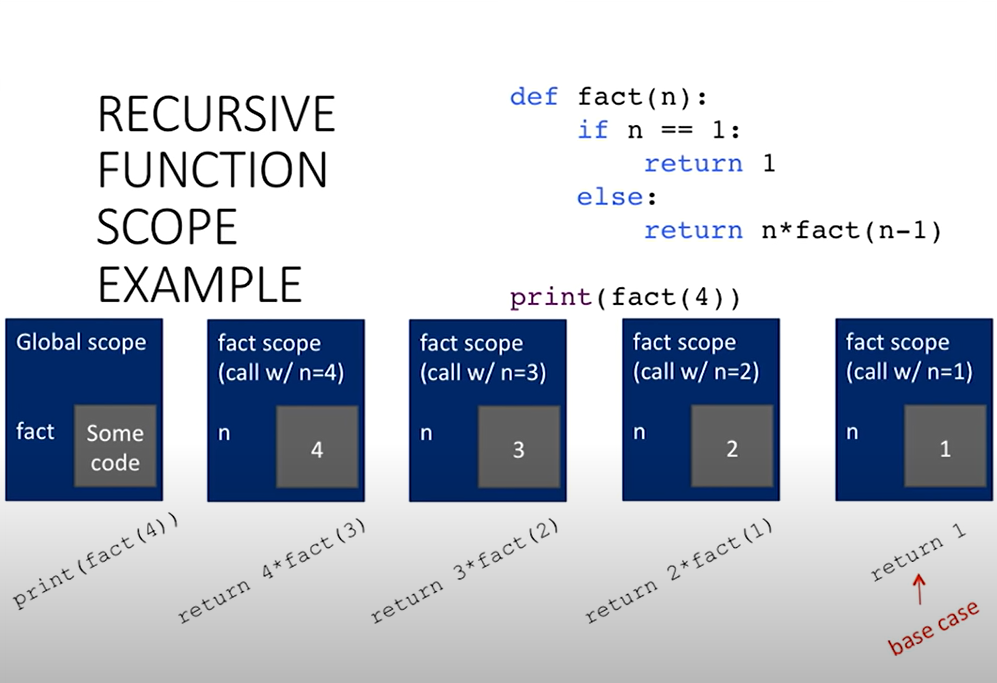 RECURSIVE
FUNCTION
SCOPE
EXAMPLE
def fact(n):
    if n == 1:
        return 1
    else:
        return n*fact(n-1)
print(fact(4))
Global scope
fact
Some
code
fact scope
(call w/ n=4)
n
4
fact scope
(call w/ n=3)
n
3
fact scope
(call w/ n=2)
n
2
fact scope
(call w/ n=1)
n
1
print(fact(4))
return 4*fact(3)
return 3*fact(2)
return 2*fact(1)
return 1
base case